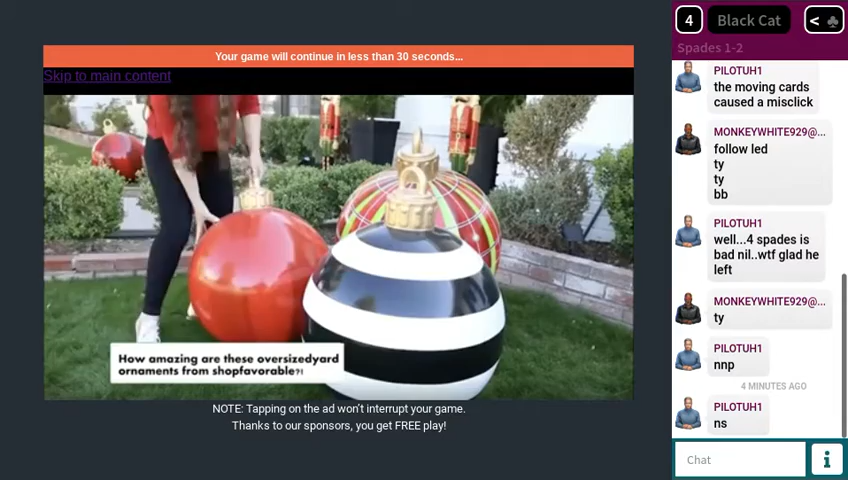 Your game will continue in less than 30 seconds...
Skip to main content
How amazing are these oversizedyard
ornaments from shopfavorable?!
NOTE: Tapping on the ad won't interrupt your game.
Thanks to our sponsors, you get FREE play!
4
Black Cat
<
Spades 1-2
PILOTUH1
the moving cards
caused a misclick
MONKEYWHITE929@...
follow led
ty
ty
bb
PILOTUH1
well...4 spades is
bad nil..wtf glad he
left
MONKEYWHITE929@...
ty
PILOTUH1
nnp
4 MINUTES AGO
PILOTUH1
ns
Chat
i